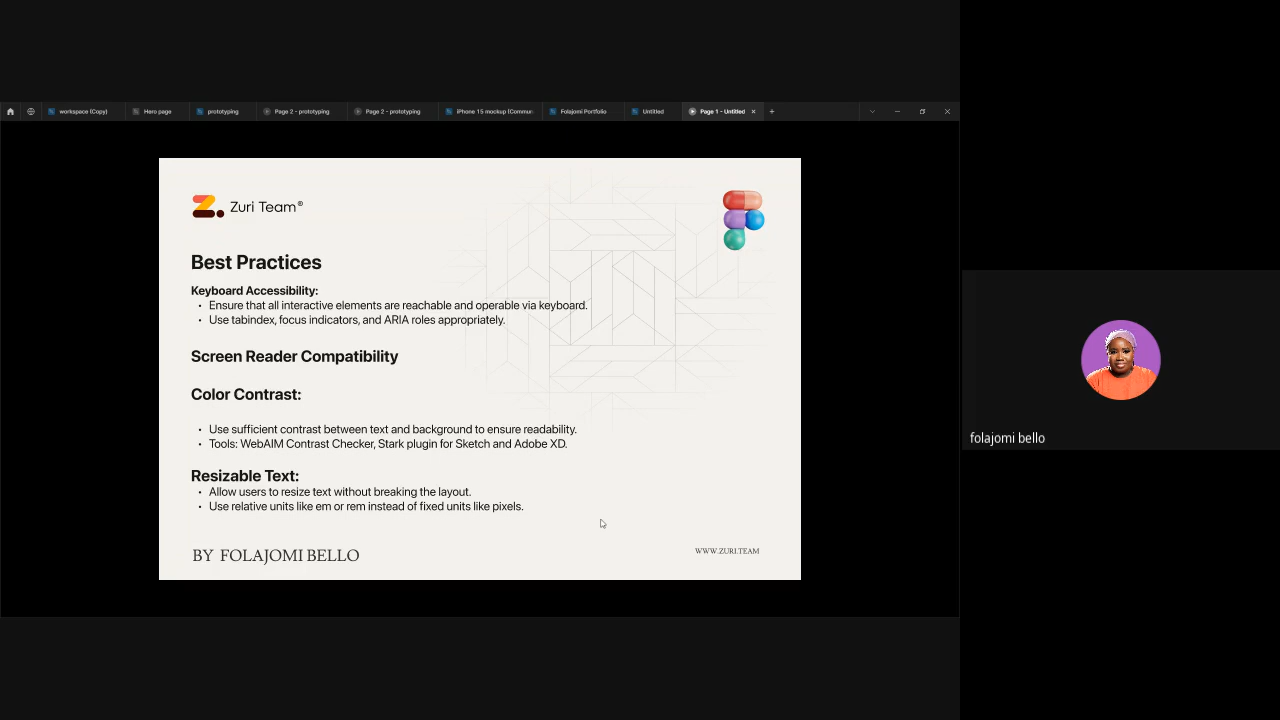 workspace (Copy)
Hero page
prototyping
Page 2 - prototyping
Page 2 - prototyping
iPhone 15 mockup (Commun
Folajomi Portfolio
Untitled
Page 1 - Untitled
Zuri Team®
Best Practices
Keyboard Accessibility:
• Ensure that all interactive elements are reachable and operable via keyboard.
• Use tabindex, focus indicators, and ARIA roles appropriately.
Screen Reader Compatibility
Color Contrast:
• Use sufficient contrast between text and background to ensure readability.
• Tools: WebAIM Contrast Checker, Stark plugin for Sketch and Adobe XD.
Resizable Text:
• Allow users to resize text without breaking the layout.
• Use relative units like em or rem instead of fixed units like pixels.
BY FOLAJOMI BELLO
WWW.ZURI.TEAM
folajomi bello